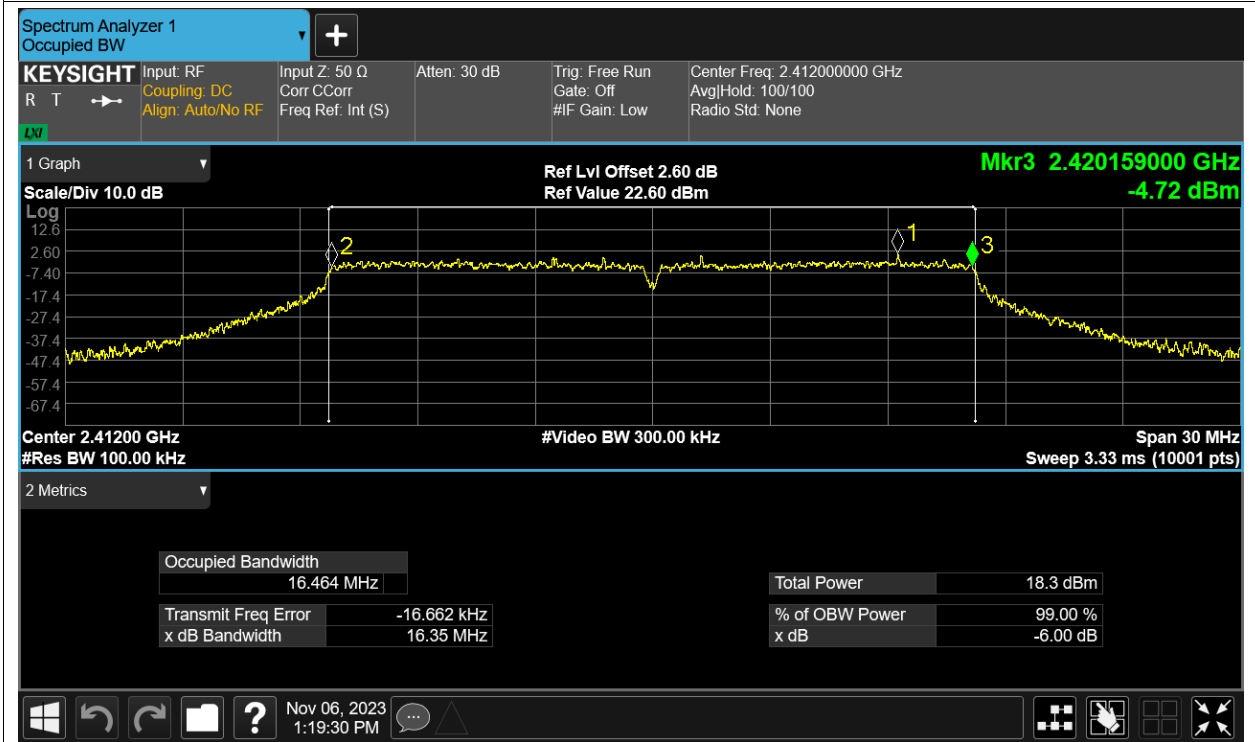 Spectrum Analyzer 1
Occupied BW
KEYSIGHT
R T
LXI
Input: RF
Coupling: DC
Align: Auto/No RF
Input Z: 50 Ω
Corr CCorr
Freq Ref: Int (S)
Atten: 30 dB
Trig: Free Run
Gate: Off
#IF Gain: Low
Center Freq: 2.412000000 GHz
Avg|Hold: 100/100
Radio Std: None
1 Graph
Scale/Div 10.0 dB
Ref Lvl Offset 2.60 dB
Ref Value 22.60 dBm
Mkr3 2.420159000 GHz
-4.72 dBm
Log
12.6
2.60
-7.40
-17.4
-27.4
-37.4
-47.4
-57.4
-67.4
2
1
3
Center 2.41200 GHz
#Video BW 300.00 kHz
Span 30 MHz
#Res BW 100.00 kHz
Sweep 3.33 ms (10001 pts)
2 Metrics
Occupied Bandwidth
16.464 MHz
Total Power 18.3 dBm
Transmit Freq Error -16.662 kHz
% of OBW Power 99.00 %
x dB Bandwidth 16.35 MHz
x dB -6.00 dB
?
Nov 06, 2023
1:19:30 PM